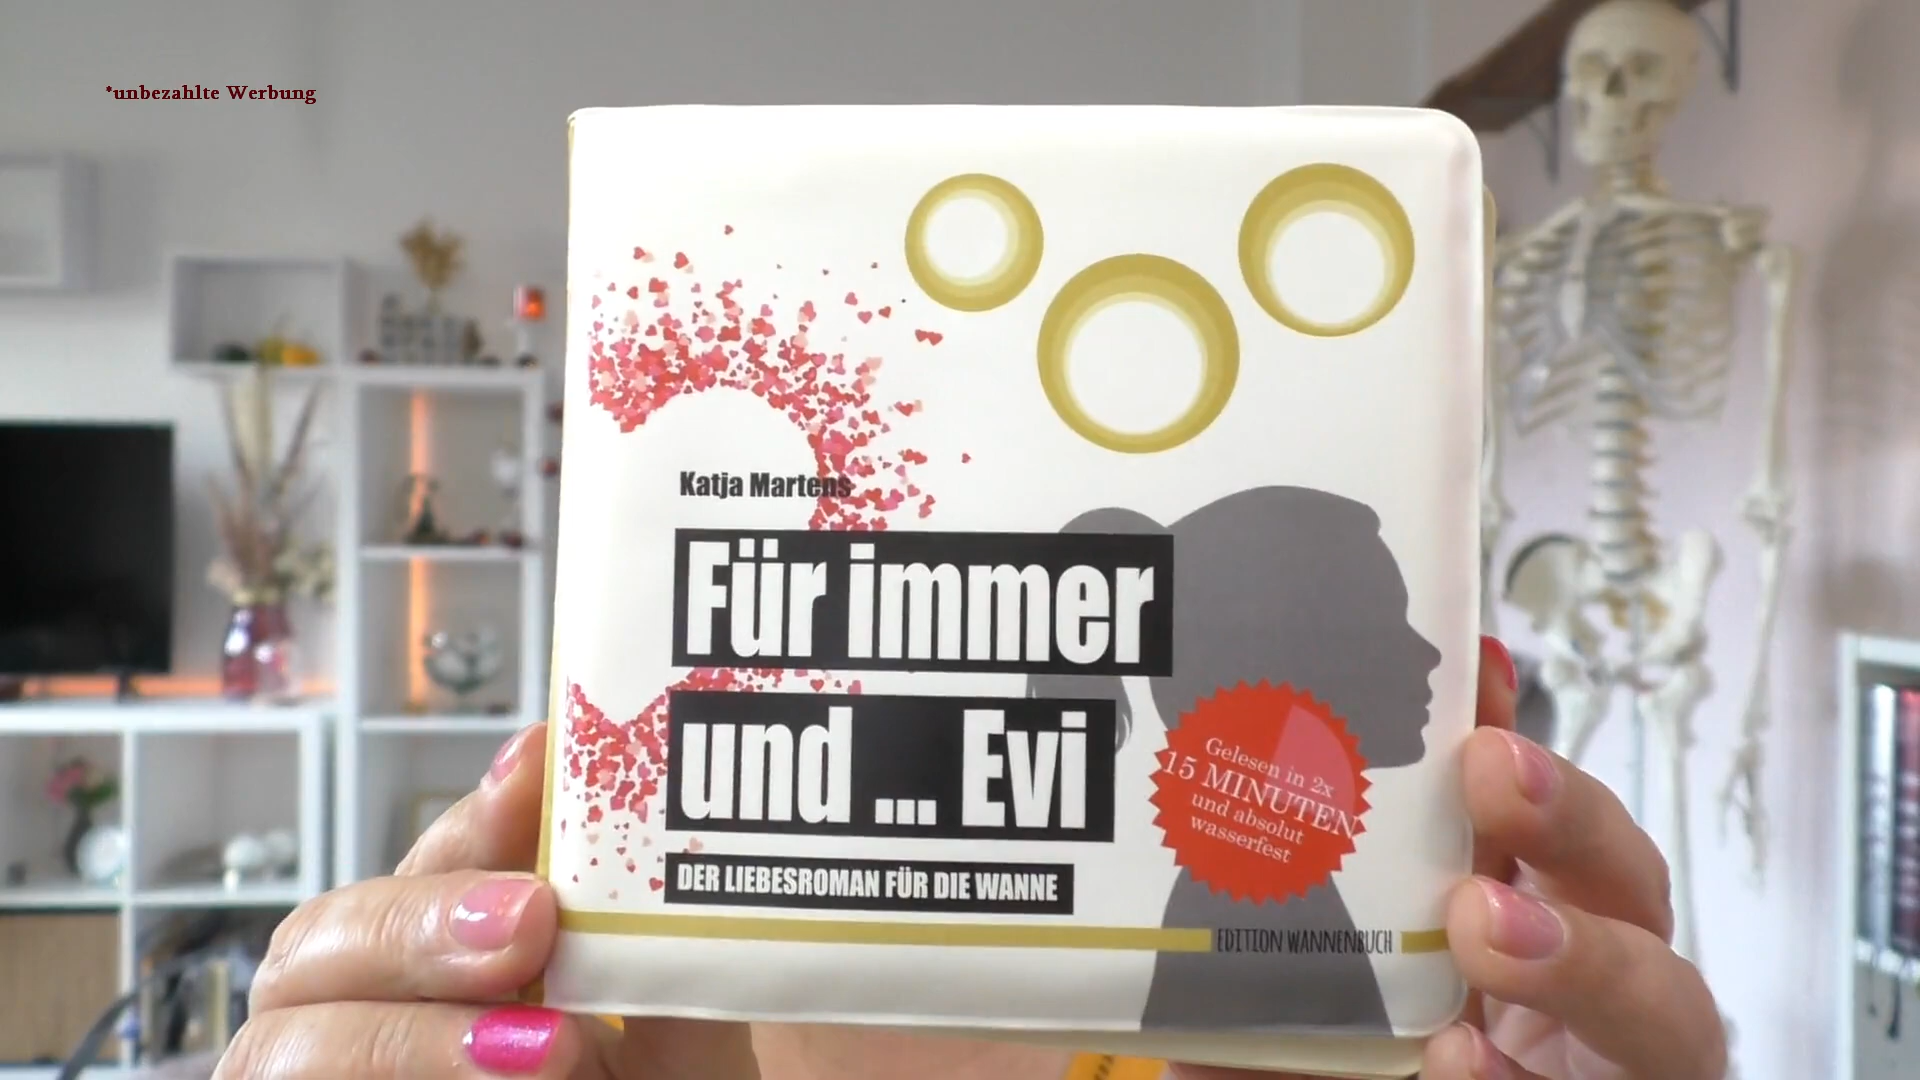 *unbezahlte Werbung
Katja Martens
Für immer
und ... Evi
DER LIEBESROMAN FÜR DIE WANNE
Gelesen in 2x
15 MINUTEN
und absolut
wasserfest
EDITION WANNENBUCH